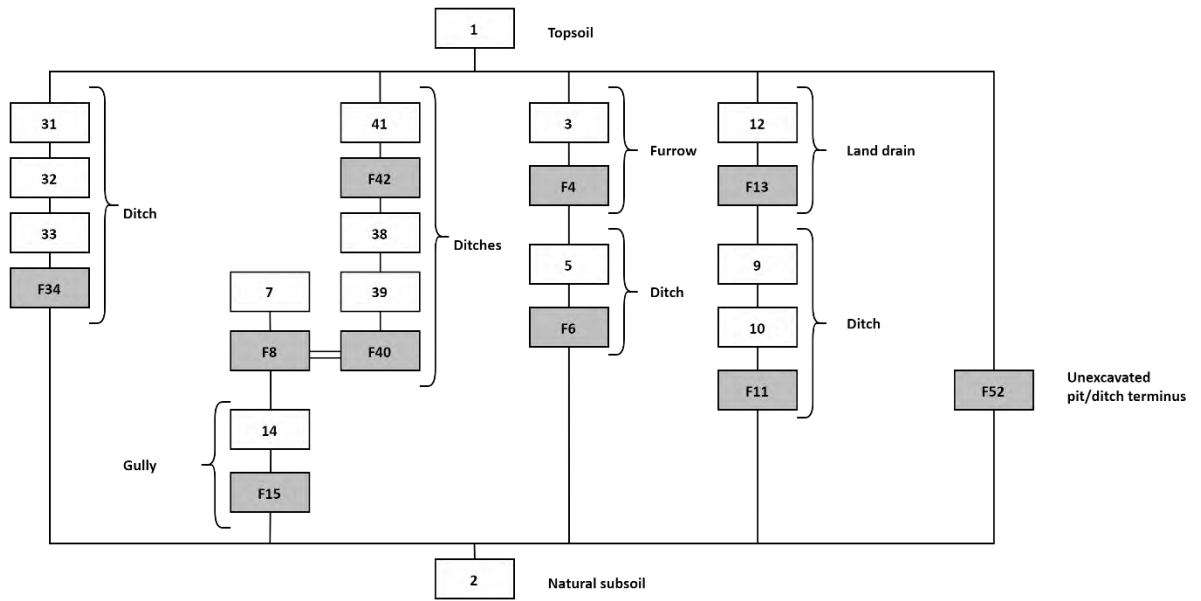 1
Topsoil
31
32
33
F34
Ditch
41
F42
38
39
F40
Ditches
7
F8
14
F15
Gully
3
F4
Furrow
5
F6
Ditch
12
F13
Land drain
9
10
F11
Ditch
F52
Unexcavated
pit/ditch terminus
2
Natural subsoil